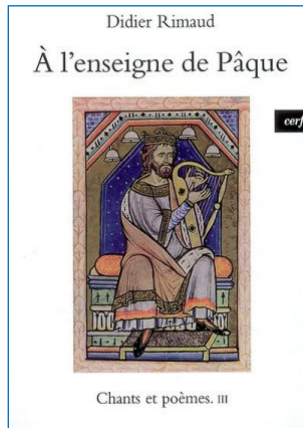 Didier Rimaud
À l'enseigne de Pâque
cerf
Chants et poèmes. III